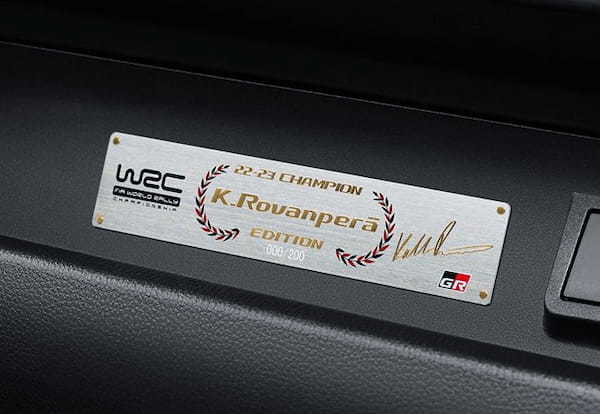 WRC
FIA WORLD RALLY
CHAMPIONSHIP
22-23 CHAMPION
K.Rovanperä
EDITION
000/200
GR